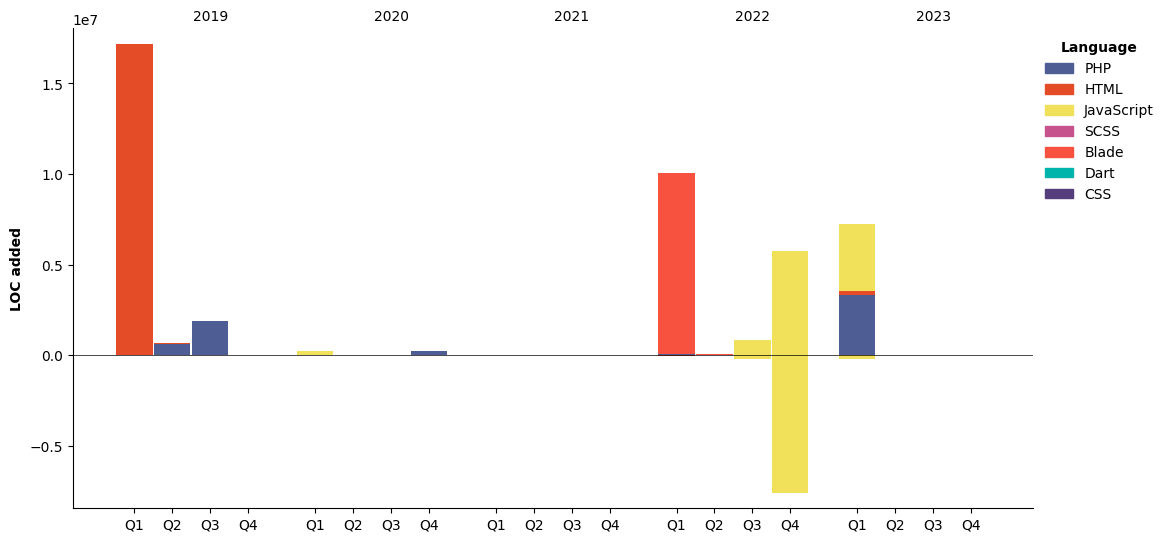 1e7
2019 2020 2021 2022 2023
Language
PHP
HTML
JavaScript
SCSS
Blade
Dart
CSS
LOC added
1.5
1.0
0.5
0.0
−0.5
Q1 Q2 Q3 Q4 Q1 Q2 Q3 Q4 Q1 Q2 Q3 Q4 Q1 Q2 Q3 Q4 Q1 Q2 Q3 Q4